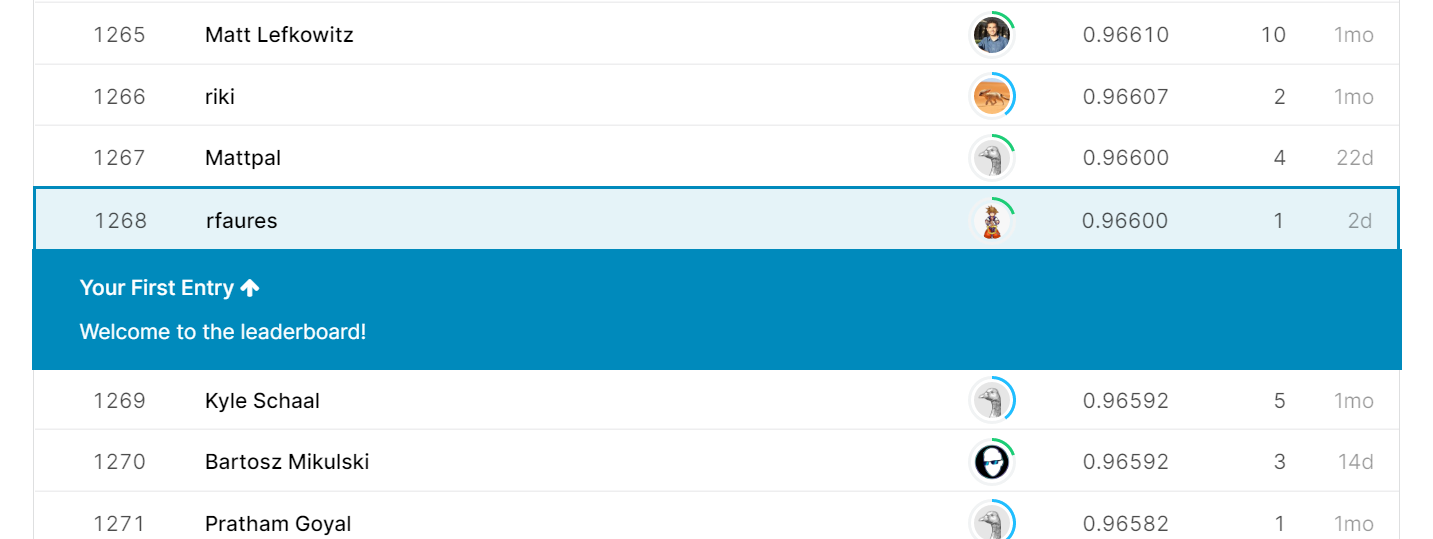 1265 Matt Lefkowitz 0.96610 10 1mo
1266 riki 0.96607 2 1mo
1267 Mattpal 0.96600 4 22d
1268 rfaures 0.96600 1 2d
Your First Entry
Welcome to the leaderboard!
1269 Kyle Schaal 0.96592 5 1mo
1270 Bartosz Mikulski 0.96592 3 14d
1271 Pratham Goyal 0.96582 1 1mo